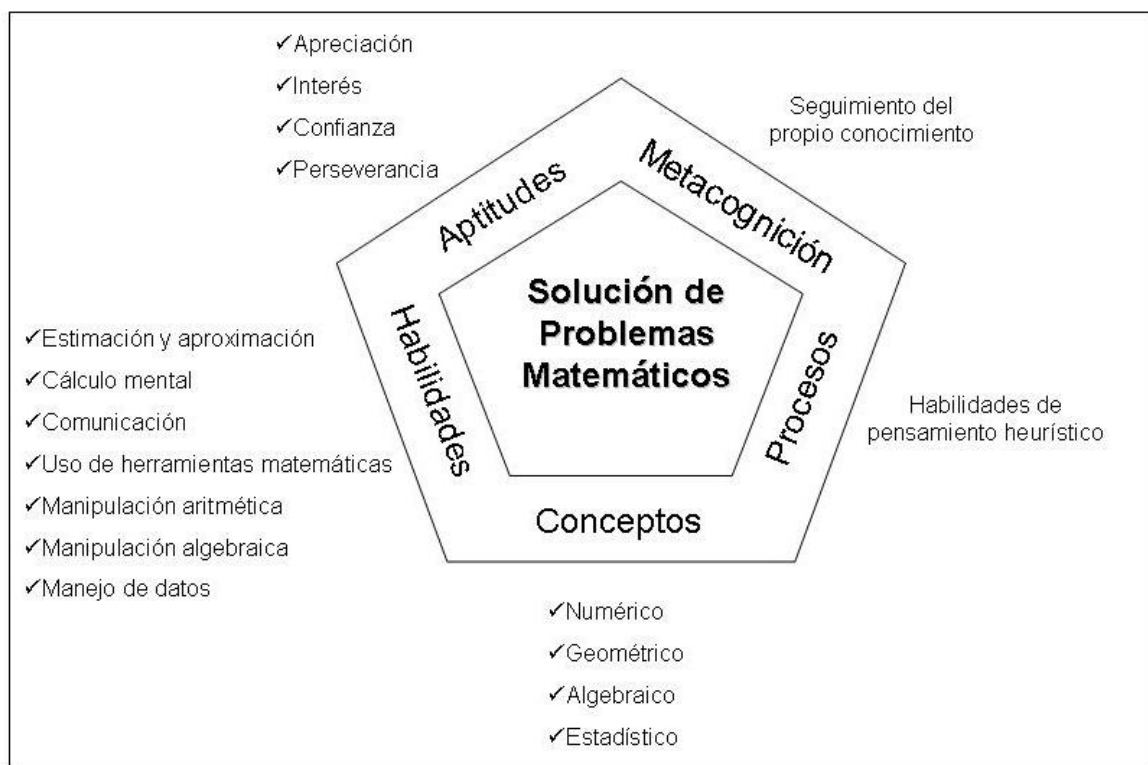 ✓Apreciación
✓Interés
✓Confianza
✓Perseverancia
Aptitudes
Metacognición
Seguimiento del
propio conocimiento
Solución de
Problemas
Matemáticos
Habilidades
✓Estimación y aproximación
✓Cálculo mental
✓Comunicación
✓Uso de herramientas matemáticas
✓Manipulación aritmética
✓Manipulación algebraica
✓Manejo de datos
Procesos
Habilidades de
pensamiento heurístico
Conceptos
✓Numérico
✓Geométrico
✓Algebraico
✓Estadístico